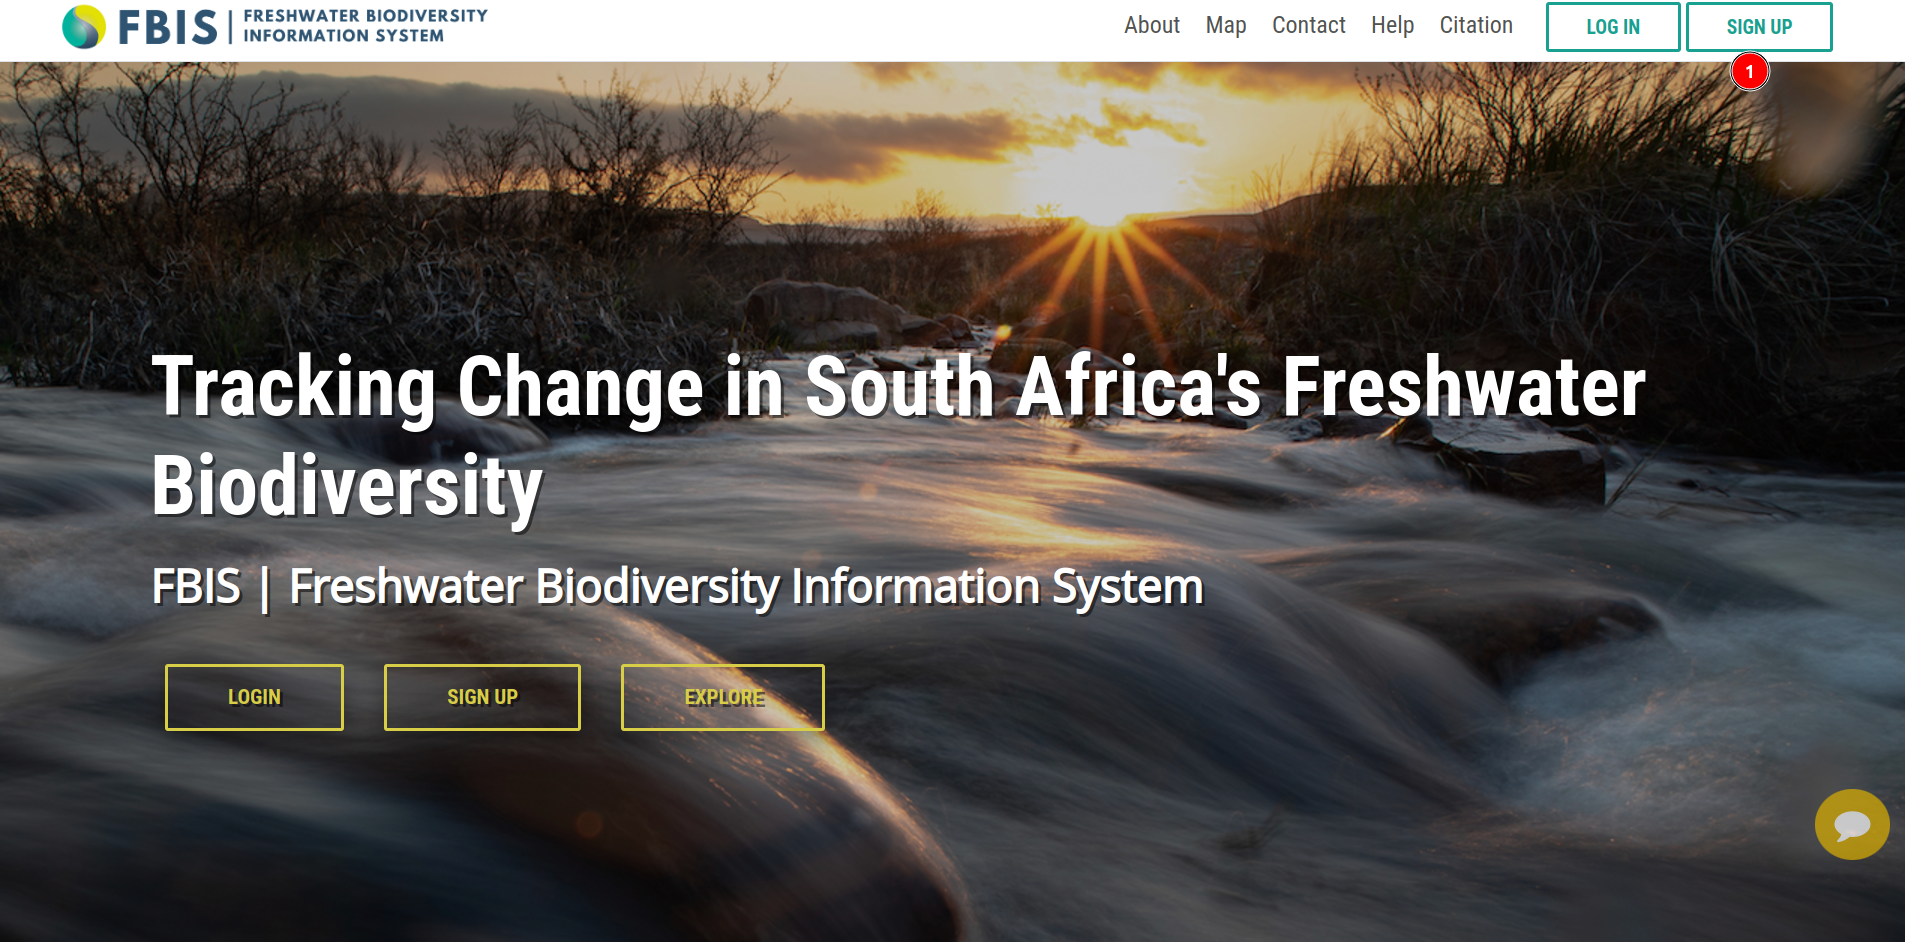 FBIS
FRESHWATER BIODIVERSITY
INFORMATION SYSTEM
About Map Contact Help Citation LOG IN SIGN UP
1
Tracking Change in South Africa's Freshwater
Biodiversity
FBIS | Freshwater Biodiversity Information System
LOGIN SIGN UP EXPLORE